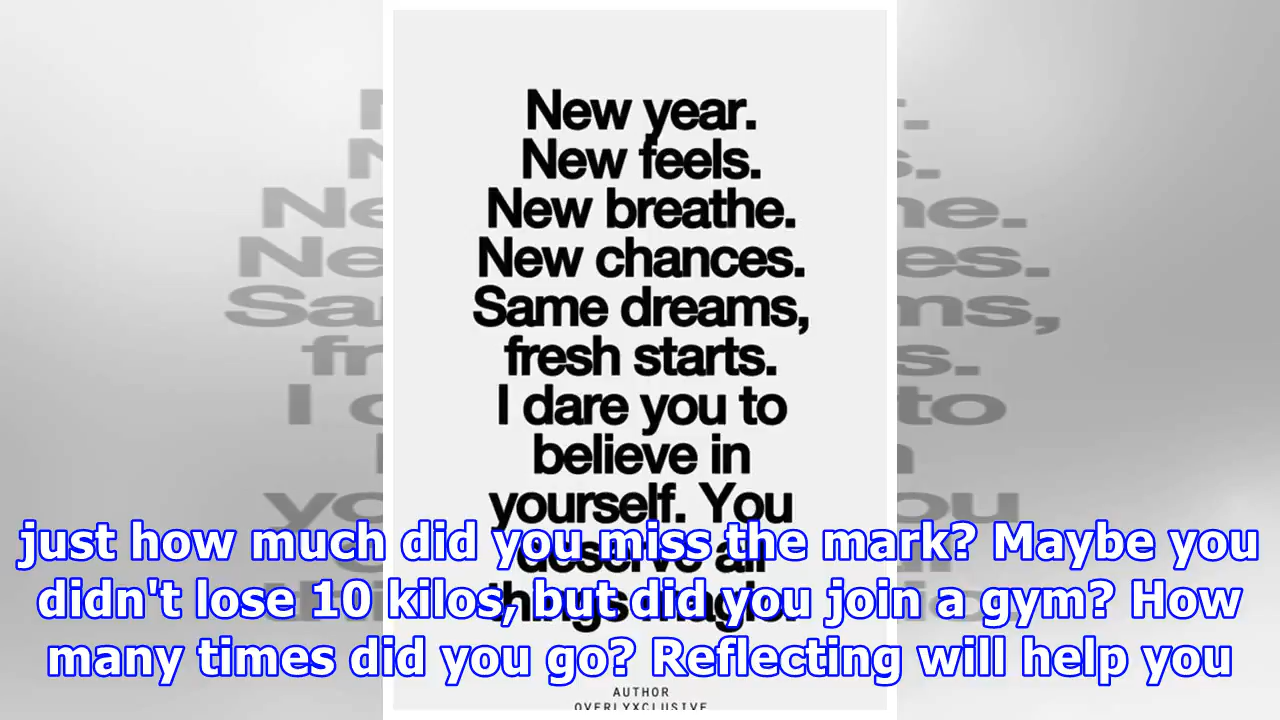 New year.
New feels.
New breathe.
New chances.
Same dreams,
fresh starts.
I dare you to
believe in
yourself. You
deserve all
things magic.
just how much did you miss the mark? Maybe you
didn't lose 10 kilos, but did you join a gym? How
many times did you go? Reflecting will help you
AUTHOR
OVERLYXCLUSIVE